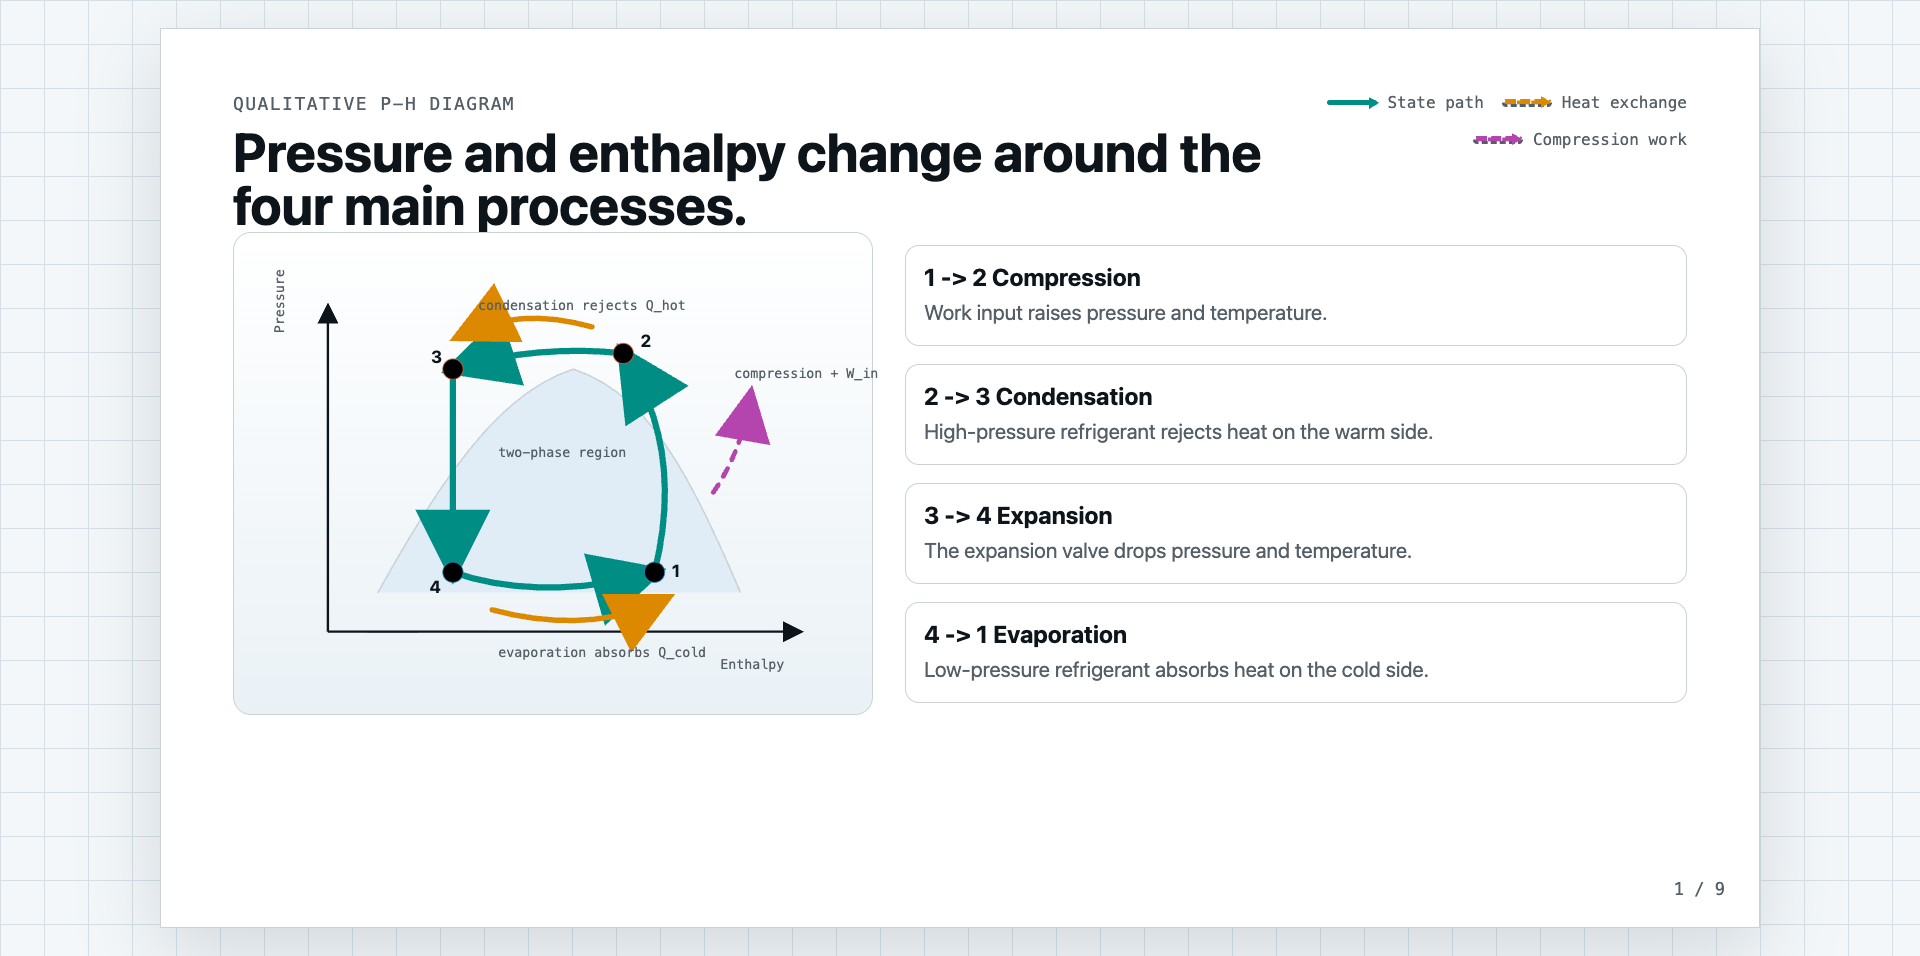 QUALITATIVE P-H DIAGRAM
Pressure and enthalpy change around the
four main processes.
State path
Heat exchange
Compression work
Pressure
condensation rejects Q_hot
2
3
compression + W_in
two-phase region
1
4
evaporation absorbs Q_cold
Enthalpy
1 -> 2 Compression
Work input raises pressure and temperature.
2 -> 3 Condensation
High-pressure refrigerant rejects heat on the warm side.
3 -> 4 Expansion
The expansion valve drops pressure and temperature.
4 -> 1 Evaporation
Low-pressure refrigerant absorbs heat on the cold side.
1 / 9